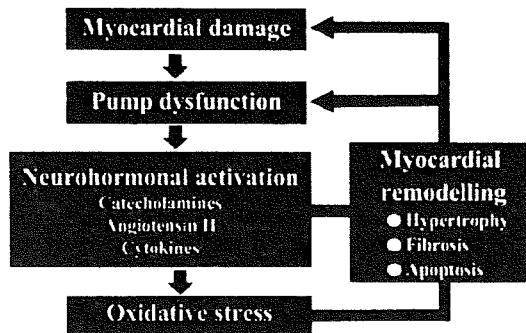 Myocardial damage
Pump dysfunction
Neurohormonal activation
Catecholamines
Angiotensin II
Cytokines
Oxidative stress
Myocardial
remodelling
Hypertrophy
Fibrosis
Apoptosis